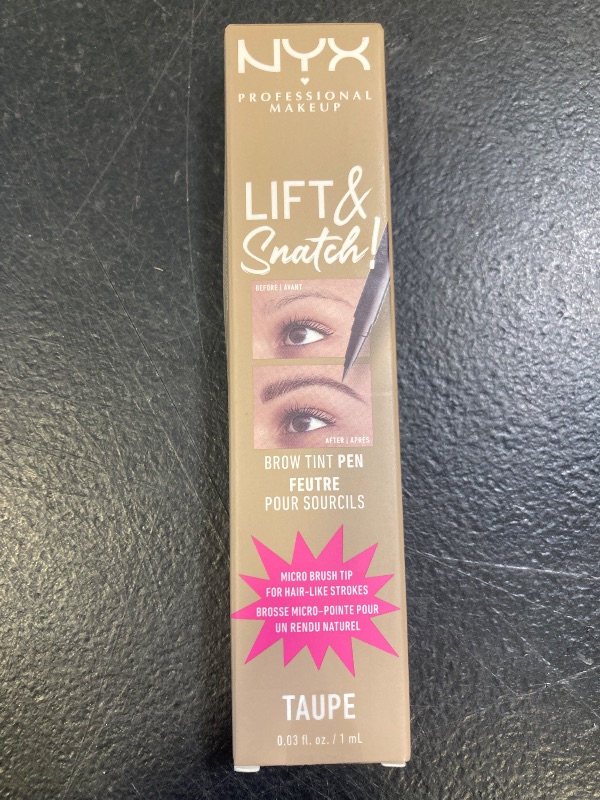 NYX
PROFESSIONAL
MAKEUP
LIFT &
Snatch!
BEFORE | AVANT
AFTER | APRÈS
BROW TINT PEN
FEUTRE
POUR SOURCILS
MICRO BRUSH TIP
FOR HAIR-LIKE STROKES
BROSSE MICRO-POINTE POUR
UN RENDU NATUREL
TAUPE
0.03 fl. oz. / 1 mL